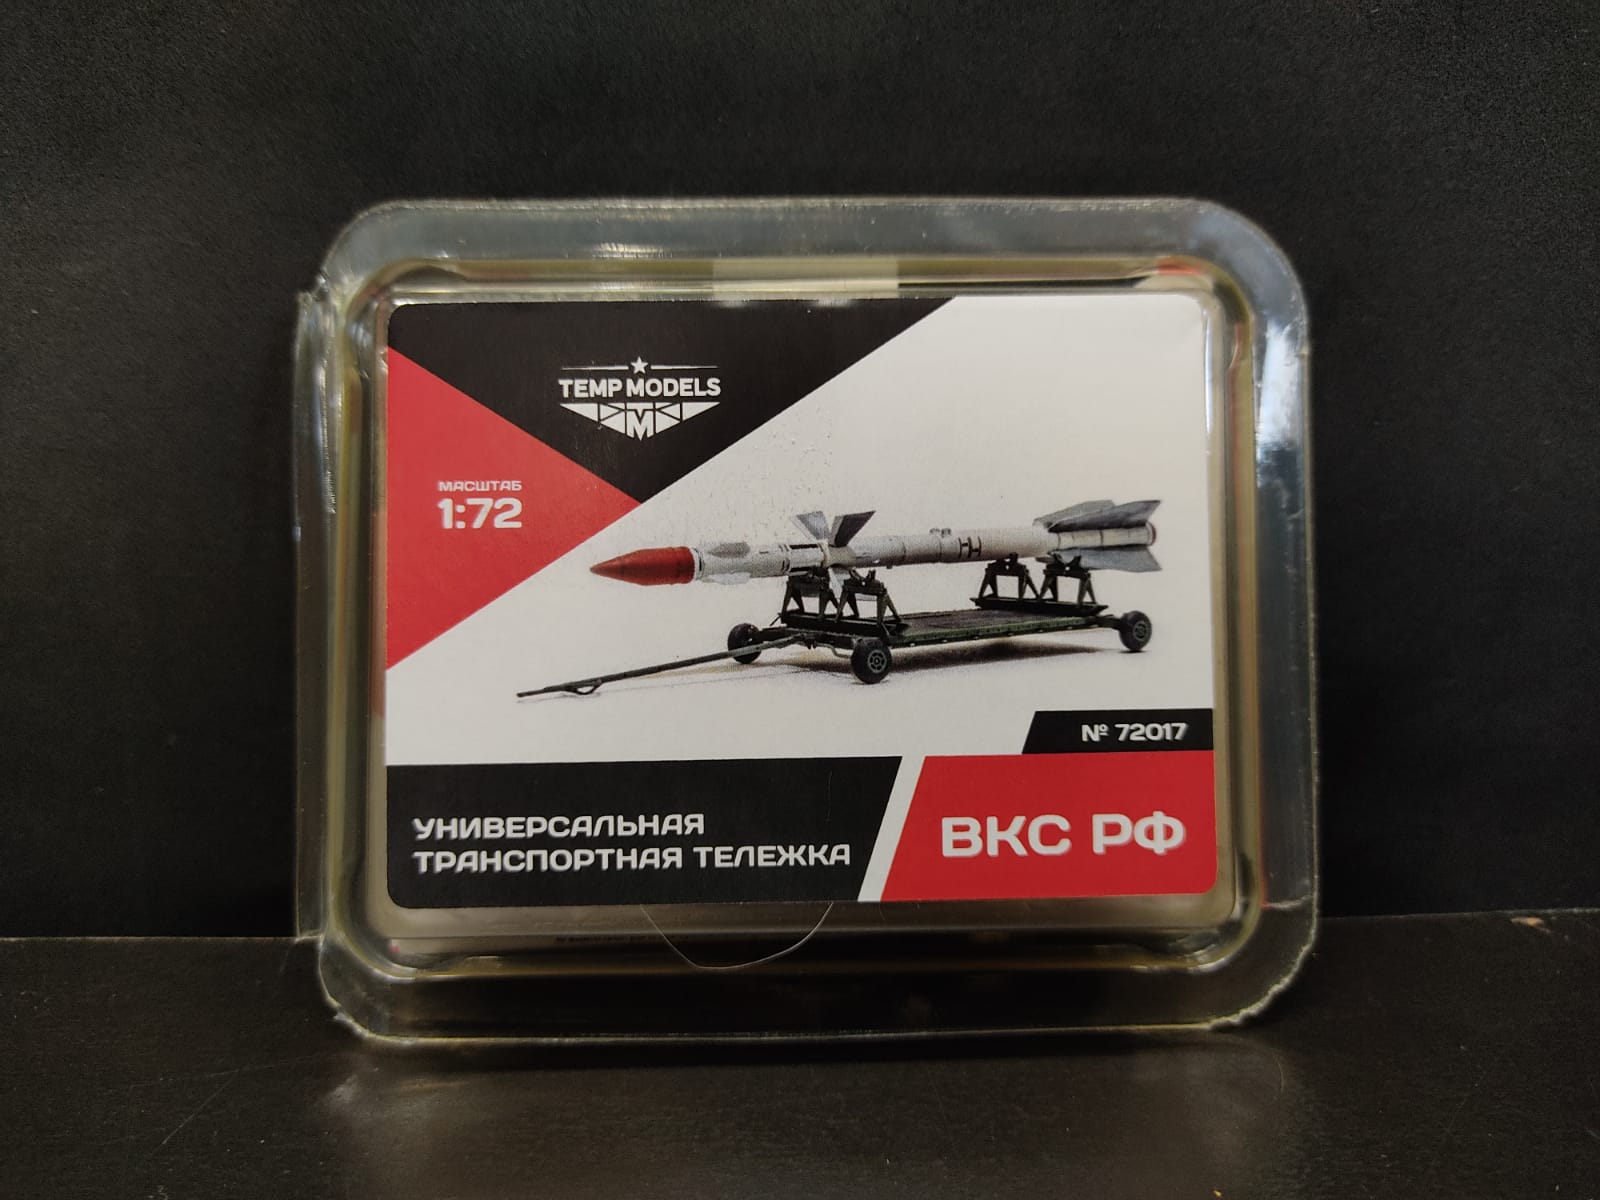 TEMP MODELS
M
МАСШТАБ
1:72
№ 72017
УНИВЕРСАЛЬНАЯ
ТРАНСПОРТНАЯ ТЕЛЕЖКА
ВКС РФ